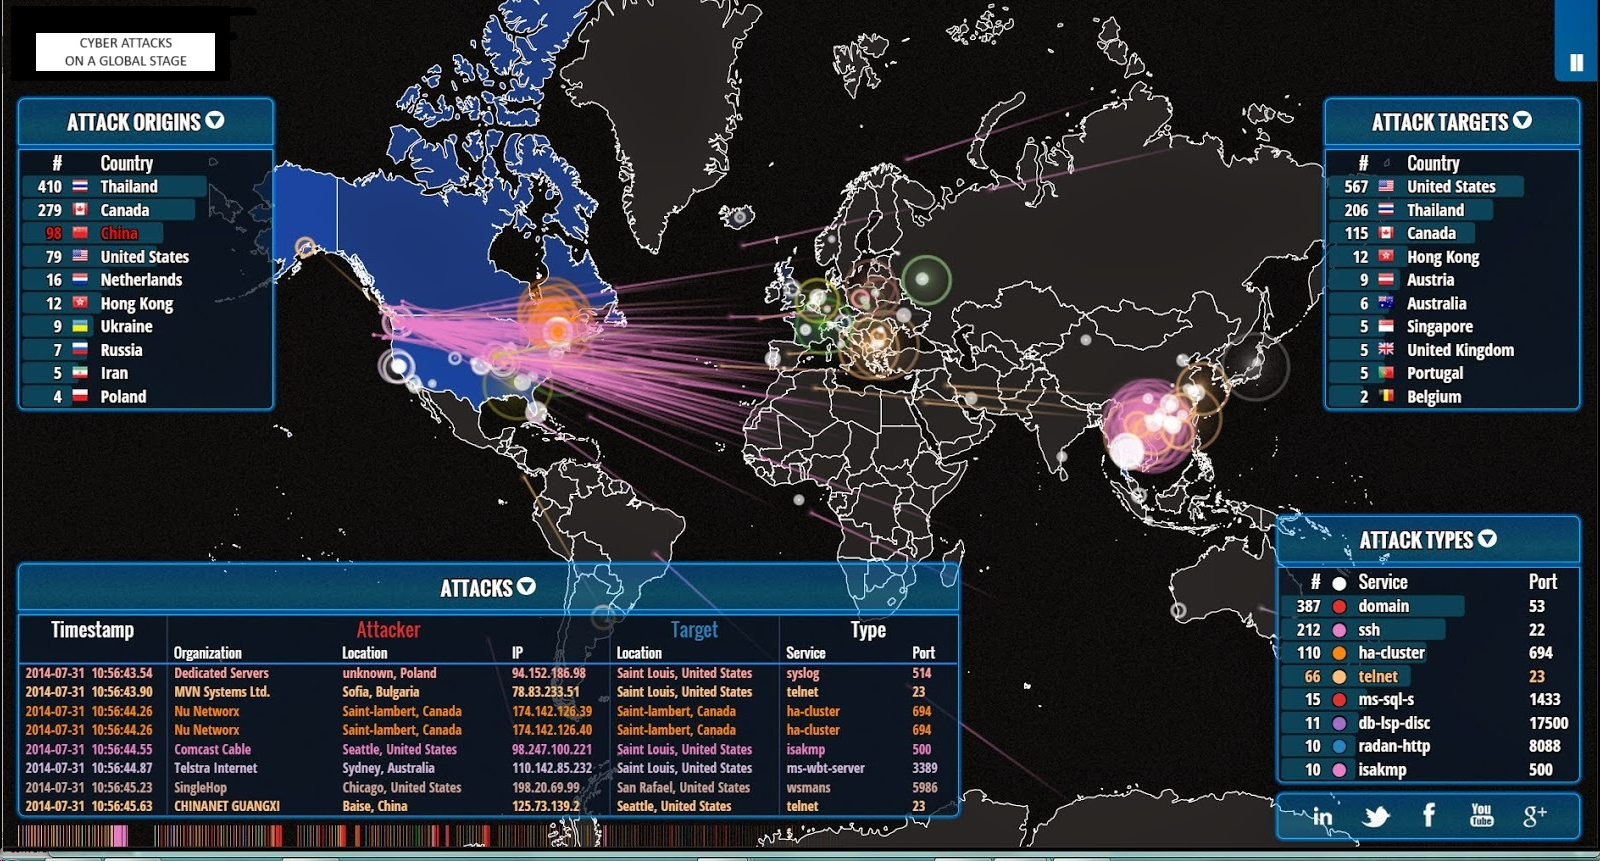 CYBER ATTACKS
ON A GLOBAL STAGE
ATTACK ORIGINS
# Country
410 Thailand
279 Canada
98 China
79 United States
16 Netherlands
12 Hong Kong
9 Ukraine
7 Russia
5 Iran
4 Poland
ATTACK TARGETS
# Country
567 United States
206 Thailand
115 Canada
12 Hong Kong
9 Austria
6 Australia
5 Singapore
5 United Kingdom
5 Portugal
2 Belgium
ATTACKS
Timestamp Attacker Target Type
Organization Location IP Location Service Port
2014-07-31 10:56:43.54 Dedicated Servers unknown, Poland 94.152.186.98 Saint Louis, United States syslog 514
2014-07-31 10:56:43.90 MVN Systems Ltd. Sofia, Bulgaria 78.83.233.51 Saint Louis, United States telnet 23
2014-07-31 10:56:44.26 Nu Networx Saint-lambert, Canada 174.142.126.39 Saint-lambert, Canada ha-cluster 694
2014-07-31 10:56:44.26 Nu Networx Saint-lambert, Canada 174.142.126.40 Saint-lambert, Canada ha-cluster 694
2014-07-31 10:56:44.55 Comcast Cable Seattle, United States 98.247.100.221 Saint Louis, United States isakmp 500
2014-07-31 10:56:44.87 Telstra Internet Sydney, Australia 110.142.85.232 Saint Louis, United States ms-wbt-server 3389
2014-07-31 10:56:45.23 SingleHop Chicago, United States 198.20.69.99 San Rafael, United States wsmans 5986
2014-07-31 10:56:45.63 CHINANET GUANGXI Baise, China 125.73.139.2 Seattle, United States telnet 23
ATTACK TYPES
# Service Port
387 domain 53
212 ssh 22
110 ha-cluster 694
66 telnet 23
15 ms-sql-s 1433
11 db-lsp-disc 17500
10 radan-http 8088
10 isakmp 500
in f You Tube g+